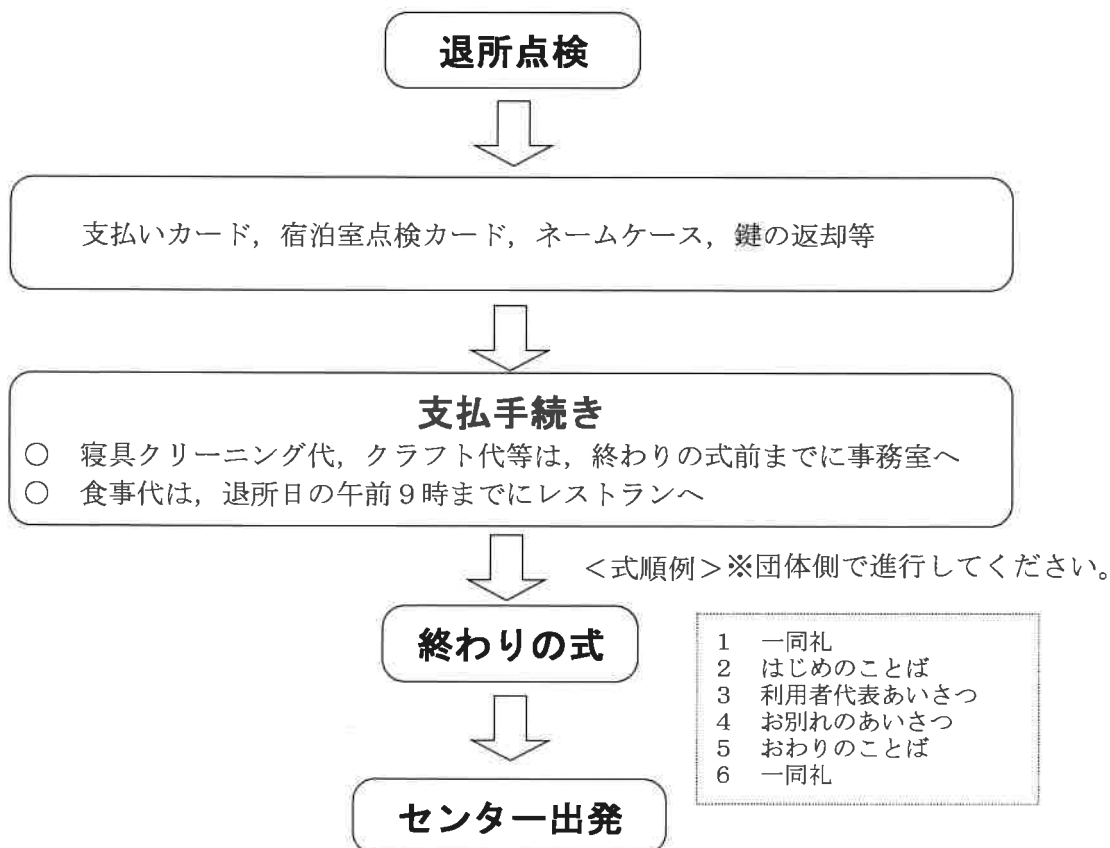 退所点検
支払いカード，宿泊室点検カード，ネームケース，鍵の返却等
支払手続き
○　寝具クリーニング代，クラフト代等は，終わりの式前までに事務室へ
○　食事代は，退所日の午前９時までにレストランへ
＜式順例＞※団体側で進行してください。
終わりの式
1　一同礼
2　はじめのことば
3　利用者代表あいさつ
4　お別れのあいさつ
5　おわりのことば
6　一同礼
センター出発